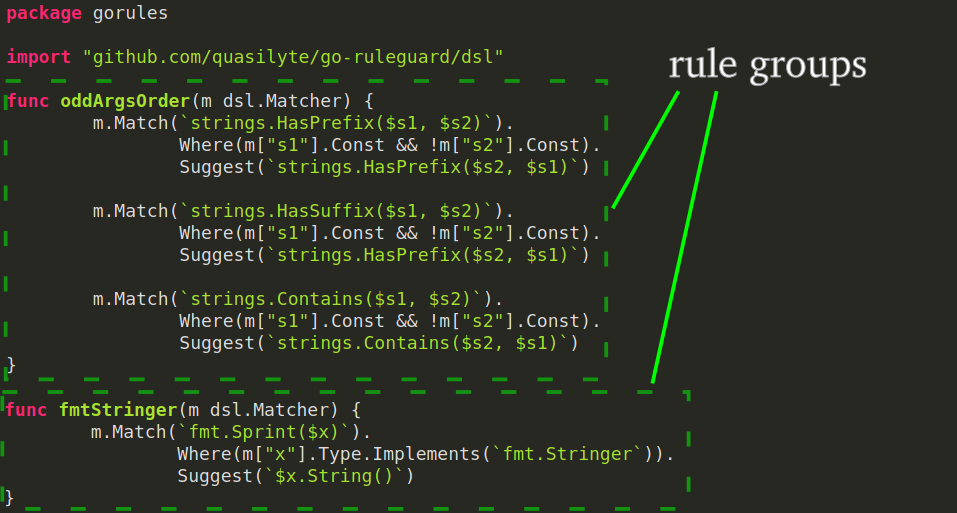 package gorules
import "github.com/quasilyte/go-ruleguard/dsl"
rule groups
func oddArgsOrder(m dsl.Matcher) {
m.Match(`strings.HasPrefix($s1, $s2)`).
Where(m["s1"].Const && !m["s2"].Const).
Suggest(`strings.HasPrefix($s2, $s1)`)
m.Match(`strings.HasSuffix($s1, $s2)`).
Where(m["s1"].Const && !m["s2"].Const).
Suggest(`strings.HasPrefix($s2, $s1)`)
m.Match(`strings.Contains($s1, $s2)`).
Where(m["s1"].Const && !m["s2"].Const).
Suggest(`strings.Contains($s2, $s1)`)
}
func fmtStringer(m dsl.Matcher) {
m.Match(`fmt.Sprint($x)`).
Where(m["x"].Type.Implements(`fmt.Stringer`)).
Suggest(`$x.String()`)
}